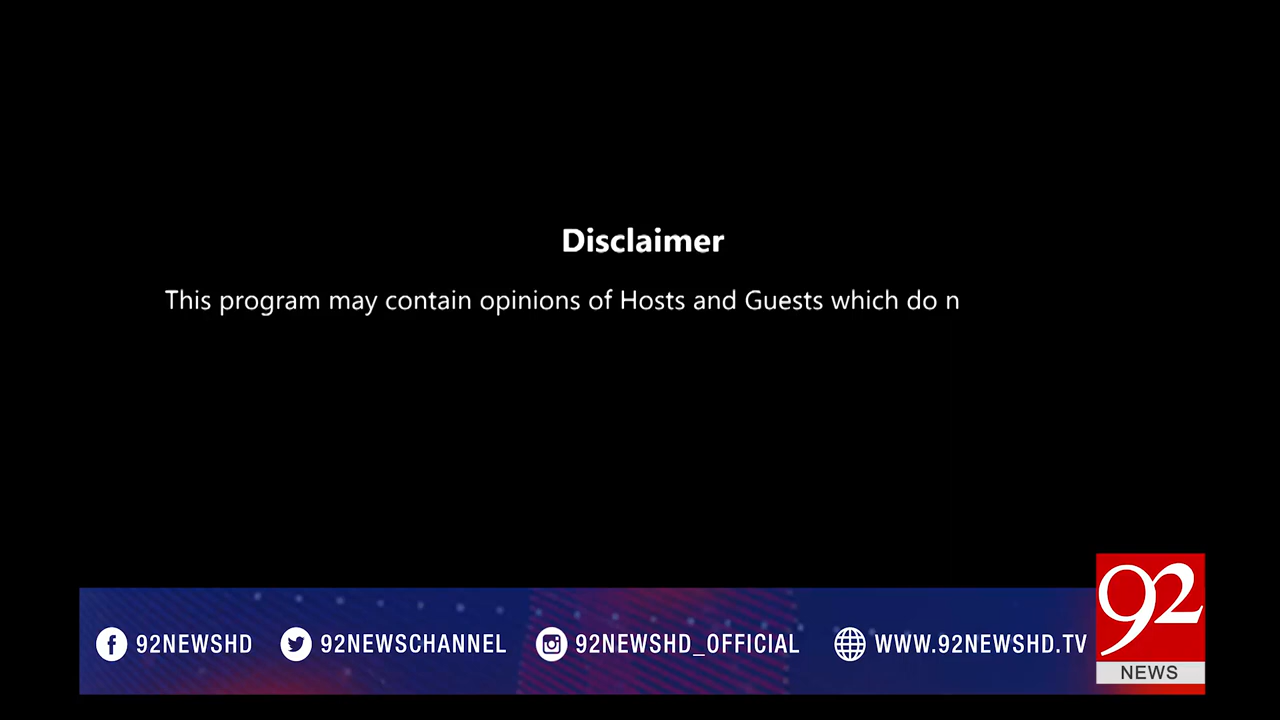 Disclaimer
This program may contain opinions of Hosts and Guests which do n
92NEWSHD 92NEWSCHANNEL 92NEWSHD_OFFICIAL WWW.92NEWSHD.TV
92
NEWS